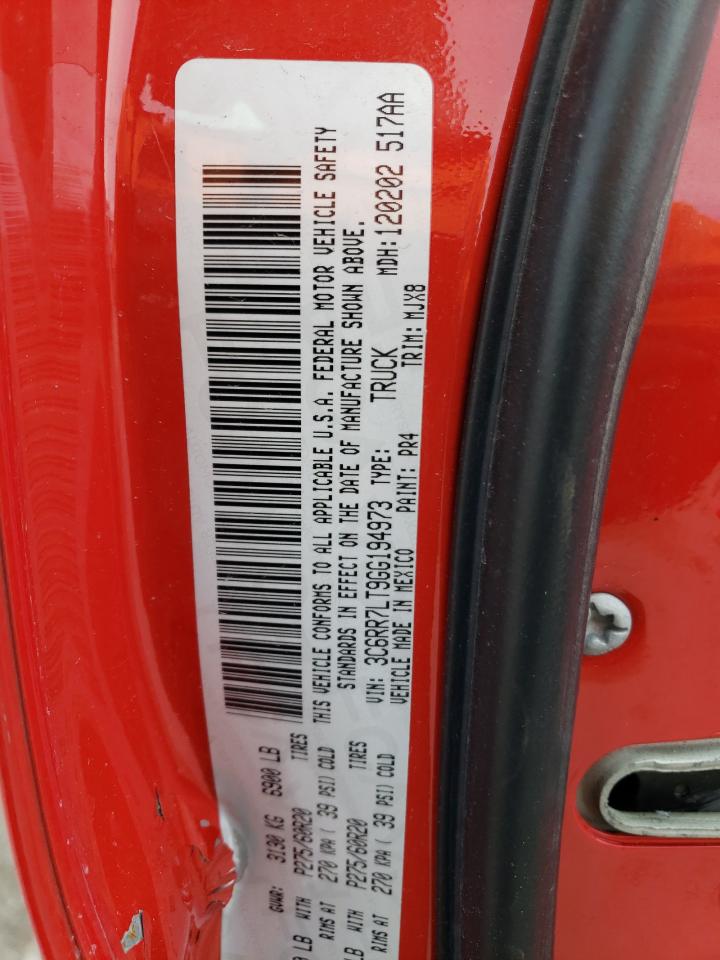 GVWR: 3130 KG 6900 LB
LB WITH P275/60R20 TIRES
RIMS AT 270 KPA ( 39 PSI) COLD
LB WITH P275/60R20 TIRES
RIMS AT 270 KPA ( 39 PSI) COLD
THIS VEHICLE CONFORMS TO ALL APPLICABLE U.S.A. FEDERAL MOTOR VEHICLE SAFETY
STANDARDS IN EFFECT ON THE DATE OF MANUFACTURE SHOWN ABOVE.
VIN: 3C6RR7LT9GG194973 TYPE: TRUCK MDH: 120202 517AA
VEHICLE MADE IN MEXICO PAINT: PR4 TRIM: MJX8